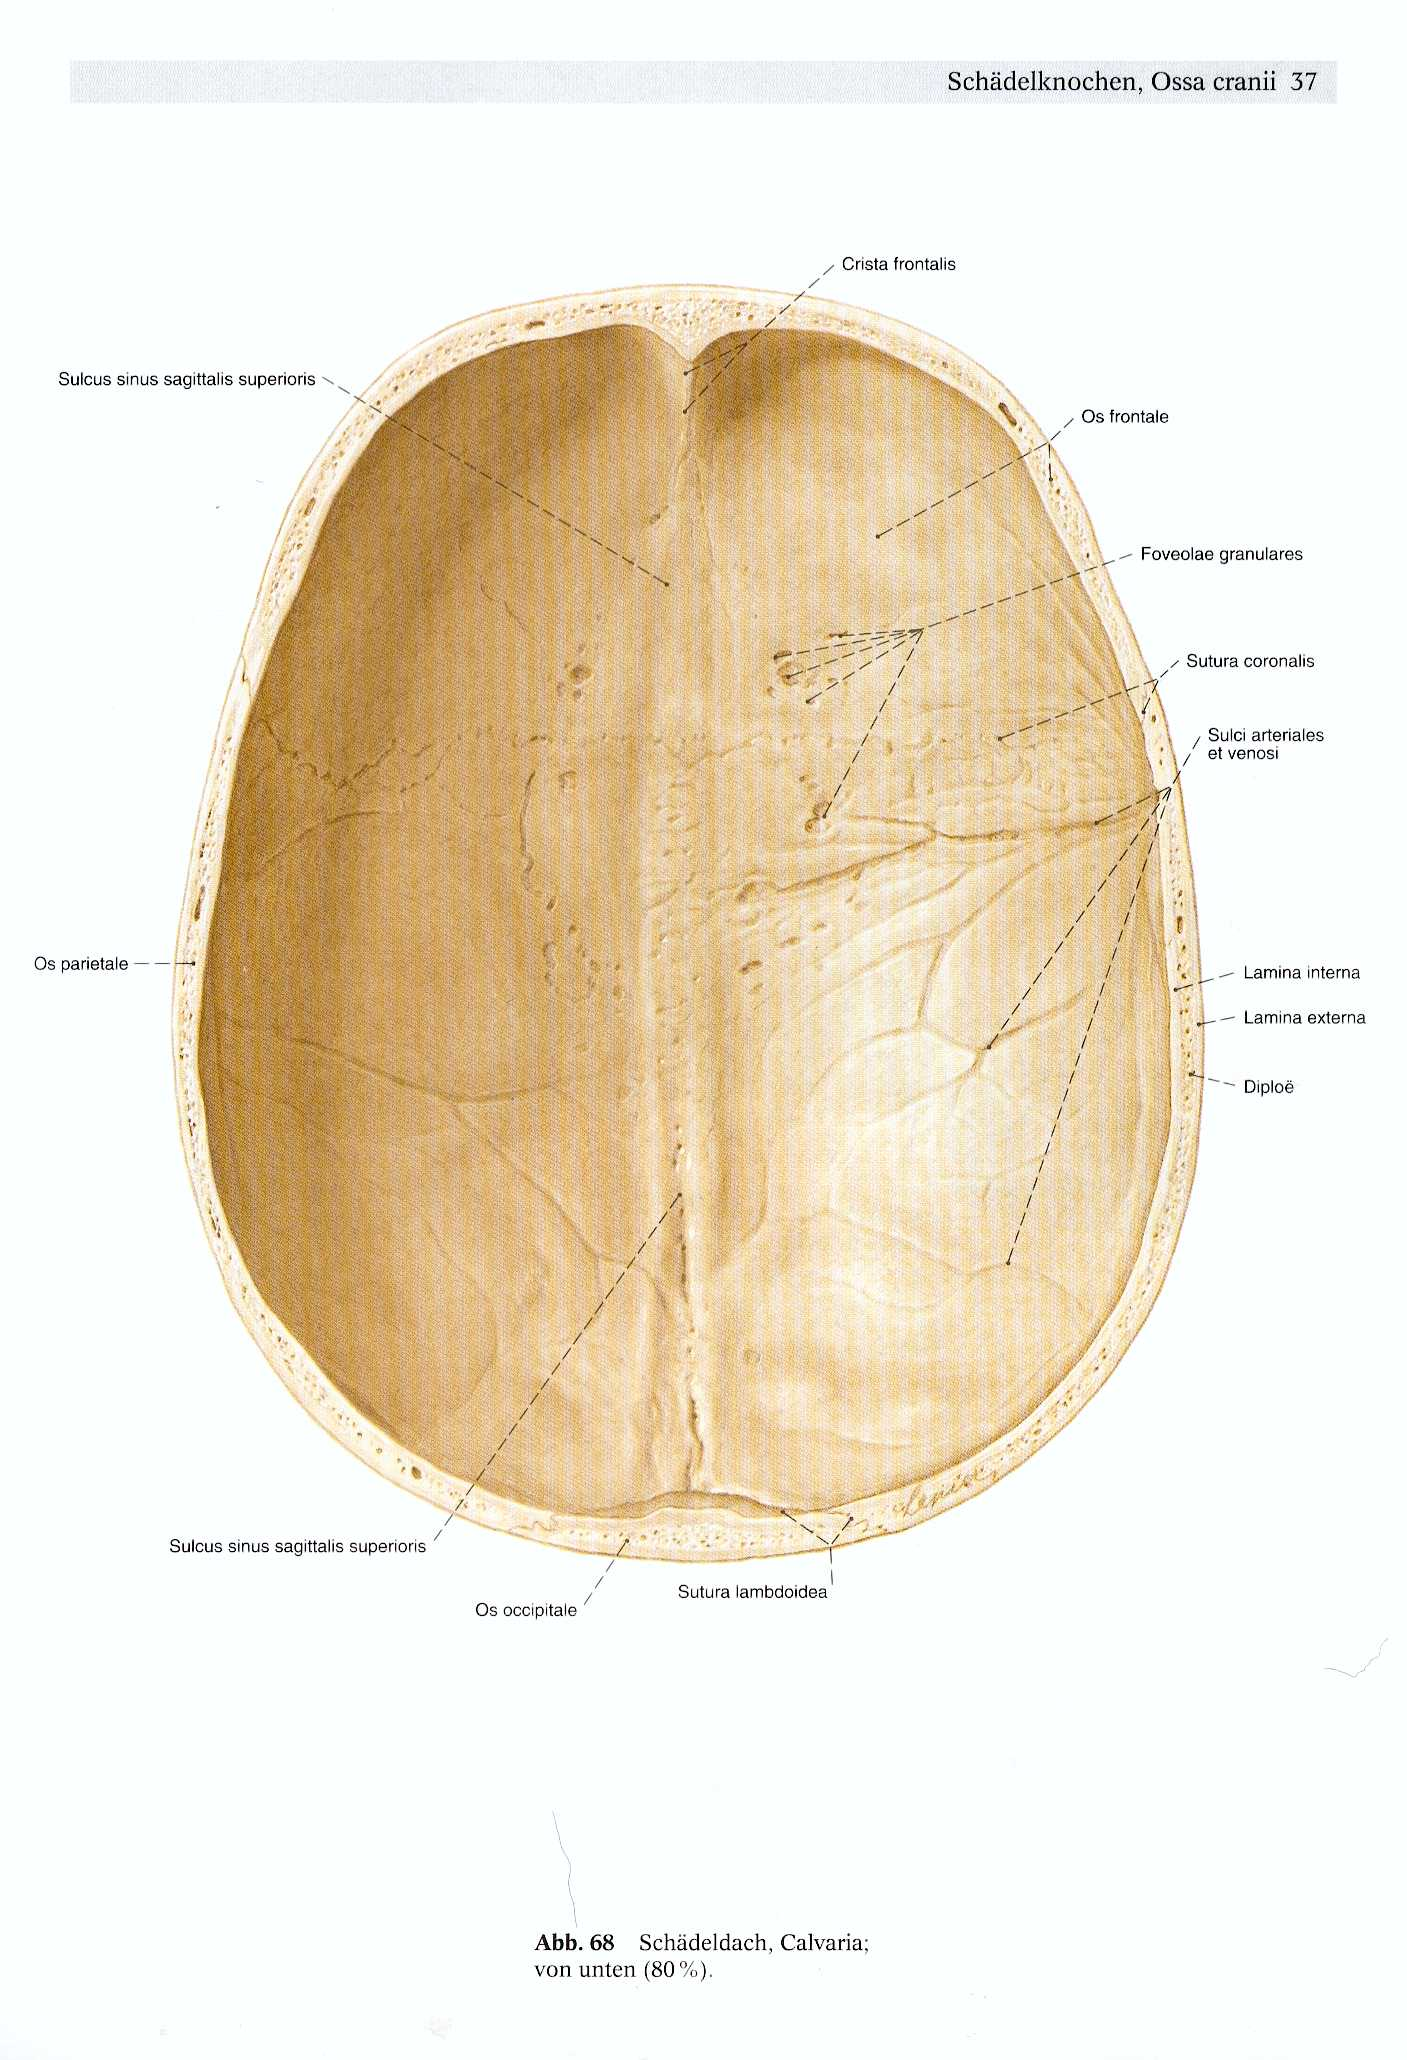 Schädelknochen, Ossa cranii 37
Crista frontalis
Sulcus sinus sagittalis superioris
Os frontale
Foveolae granulares
Sutura coronalis
Sulci arteriales
et venosi
Os parietale
Lamina interna
Lamina externa
Diploë
Sulcus sinus sagittalis superioris
Os occipitale
Sutura lambdoidea
Abb. 68 Schädeldach, Calvaria;
von unten (80 %).